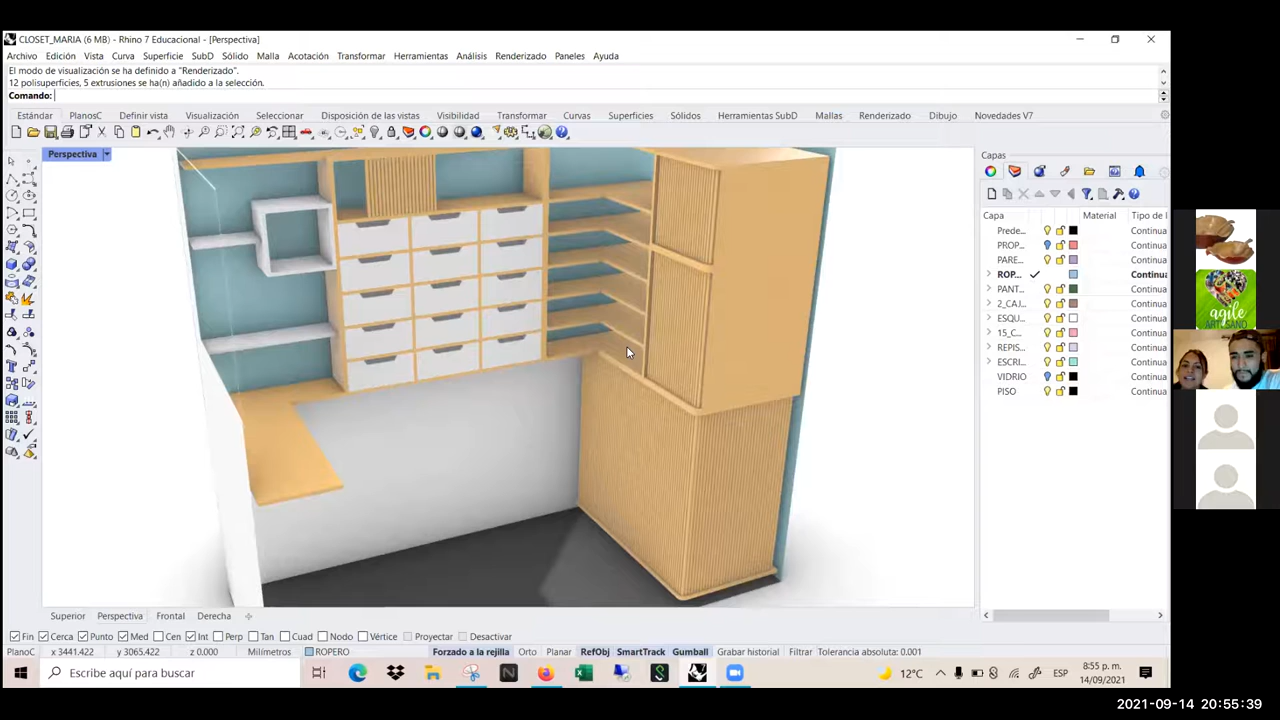 CLOSET_MARIA (6 MB) - Rhino 7 Educacional - [Perspectiva]
Archivo Edición Vista Curva Superficie SubD Sólido Malla Acotación Transformar Herramientas Análisis Renderizado Paneles Ayuda
El modo de visualización se ha definido a "Renderizado".
12 polisuperficies, 5 extrusiones se ha(n) añadido a la selección.
Comando:
Estándar PlanosC Definir vista Visualización Seleccionar Disposición de las vistas Visibilidad Transformar Curvas Superficies Sólidos Herramientas SubD Mallas Renderizado Dibujo Novedades V7
Perspectiva
Capas
Capa Material Tipo de l
Prede... Continua
PROP... Continua
PARE... Continua
ROP... Continua
PANT... Continua
2_CAJ... Continua
ESQU... Continua
15_C... Continua
REPIS... Continua
ESCRI... Continua
VIDRIO Continua
PISO Continua
agile
ARTESANO
Superior Perspectiva Frontal Derecha
Fin Cerca Punto Med Cen Int Perp Tan Cuad Nodo Vértice Proyectar Desactivar
PlanoC x 3441.422 y 3065.422 z 0.000 Milímetros ROPERO Forzado a la rejilla Orto Planar RefObj SmartTrack Gumball Grabar historial Filtrar Tolerancia absoluta: 0.001
Escribe aquí para buscar
12°C ESP 8:55 p. m.
14/09/2021
2021-09-14 20:55:39